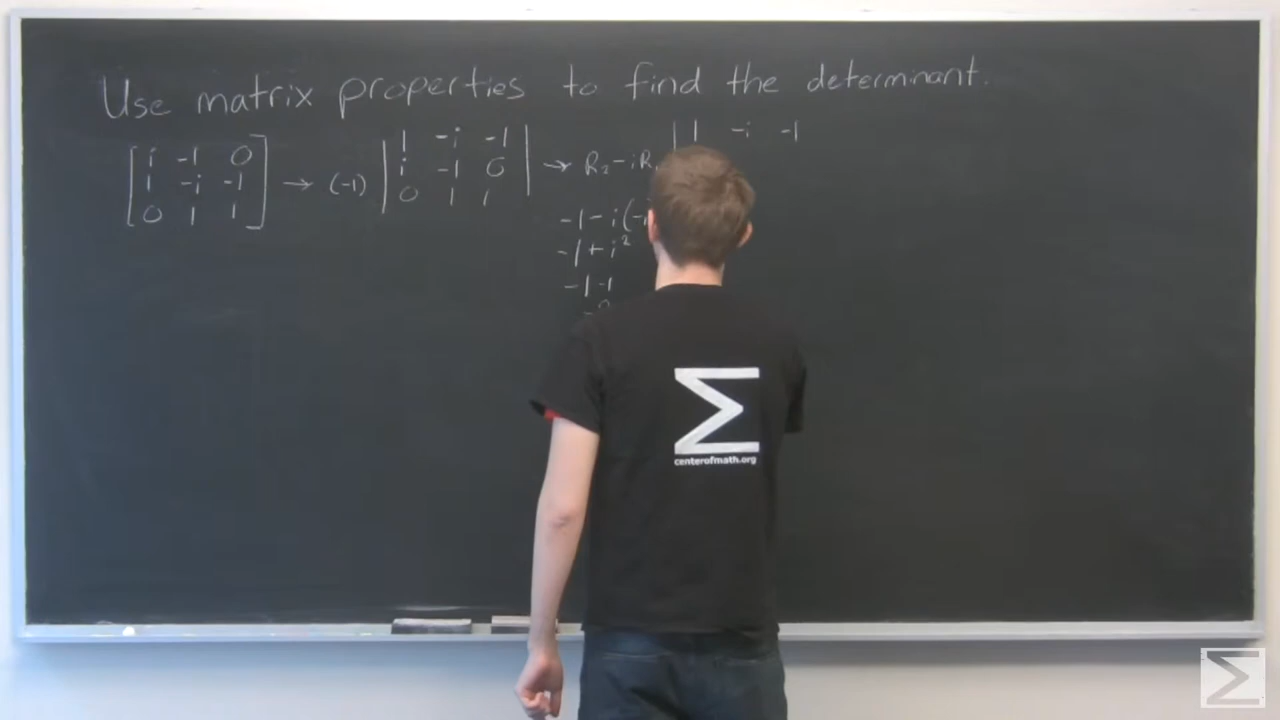 Use matrix properties to find the determinant.
i -1 0
1 -i -1
0 1 1
→ (-1)
1 -i -1
i -1 0
0 1 1
→ R₂-iR₁
1 -i -1
-1-i(-i
-1+i²
-1-1
centerofmath.org